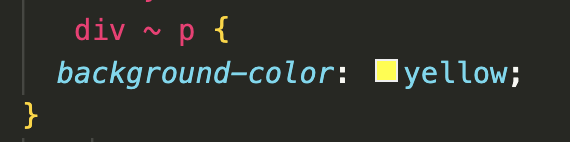 div ~ p {
background-color: yellow;
}